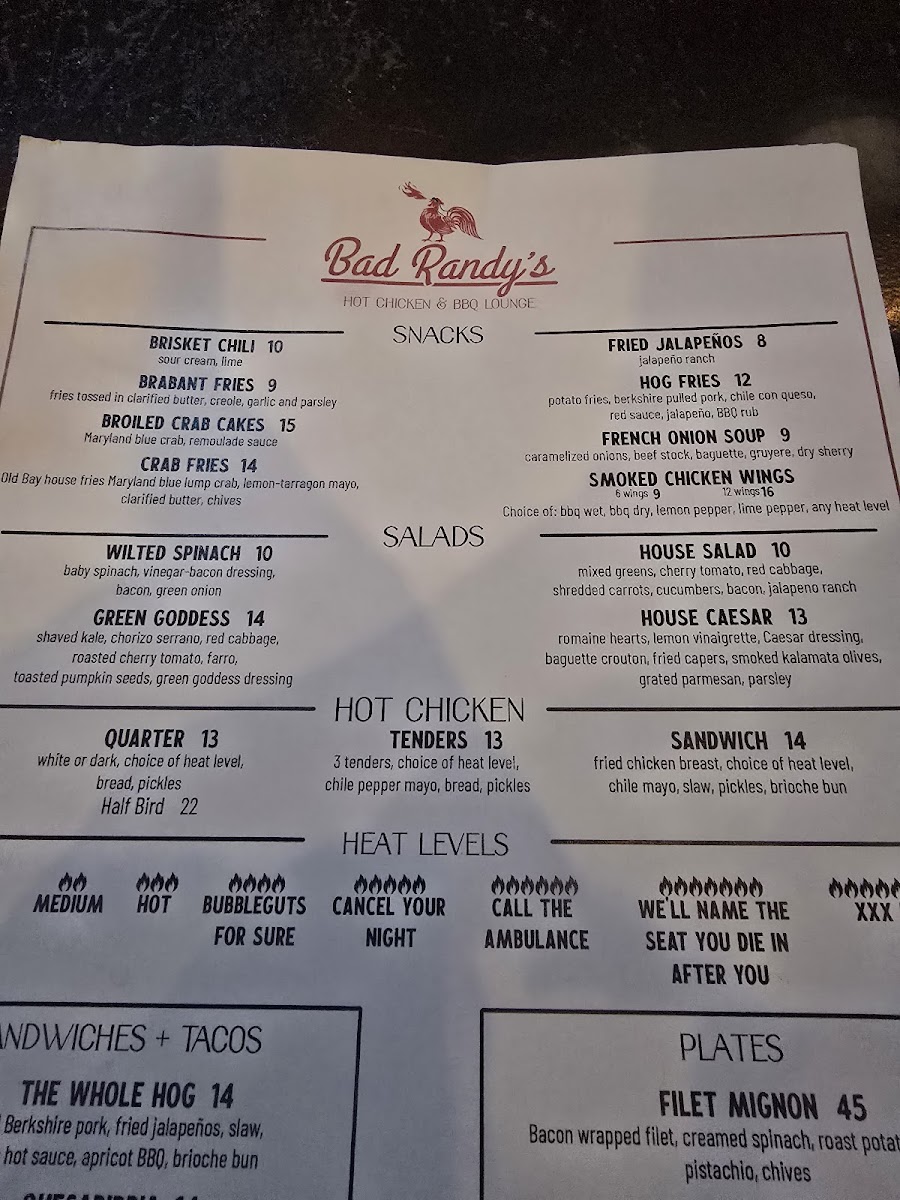 Bad Randy's
HOT CHICKEN & BBQ LOUNGE
SNACKS
BRISKET CHILI 10
sour cream, lime
BRABANT FRIES 9
fries tossed in clarified butter, creole, garlic and parsley
BROILED CRAB CAKES 15
Maryland blue crab, remoulade sauce
CRAB FRIES 14
Old Bay house fries Maryland blue lump crab, lemon-tarragon mayo,
clarified butter, chives
FRIED JALAPEÑOS 8
jalapeño ranch
HOG FRIES 12
potato fries, berkshire pulled pork, chile con queso,
red sauce, jalapeño, BBQ rub
FRENCH ONION SOUP 9
caramelized onions, beef stock, baguette, gruyere, dry sherry
SMOKED CHICKEN WINGS
6 wings 9 12 wings 16
Choice of: bbq wet, bbq dry, lemon pepper, lime pepper, any heat level
SALADS
WILTED SPINACH 10
baby spinach, vinegar-bacon dressing,
bacon, green onion
GREEN GODDESS 14
shaved kale, chorizo serrano, red cabbage,
roasted cherry tomato, farro,
toasted pumpkin seeds, green goddess dressing
HOUSE SALAD 10
mixed greens, cherry tomato, red cabbage,
shredded carrots, cucumbers, bacon, jalapeno ranch
HOUSE CAESAR 13
romaine hearts, lemon vinaigrette, Caesar dressing,
baguette crouton, fried capers, smoked kalamata olives,
grated parmesan, parsley
HOT CHICKEN
QUARTER 13
white or dark, choice of heat level,
bread, pickles
Half Bird 22
TENDERS 13
3 tenders, choice of heat level,
chile pepper mayo, bread, pickles
SANDWICH 14
fried chicken breast, choice of heat level,
chile mayo, slaw, pickles, brioche bun
HEAT LEVELS
MEDIUM
HOT
BUBBLEGUTS
FOR SURE
CANCEL YOUR
NIGHT
CALL THE
AMBULANCE
WE'LL NAME THE
SEAT YOU DIE IN
AFTER YOU
XXX
ANDWICHES + TACOS
THE WHOLE HOG 14
Berkshire pork, fried jalapeños, slaw,
hot sauce, apricot BBQ, brioche bun
PLATES
FILET MIGNON 45
Bacon wrapped filet, creamed spinach, roast potat
pistachio, chives